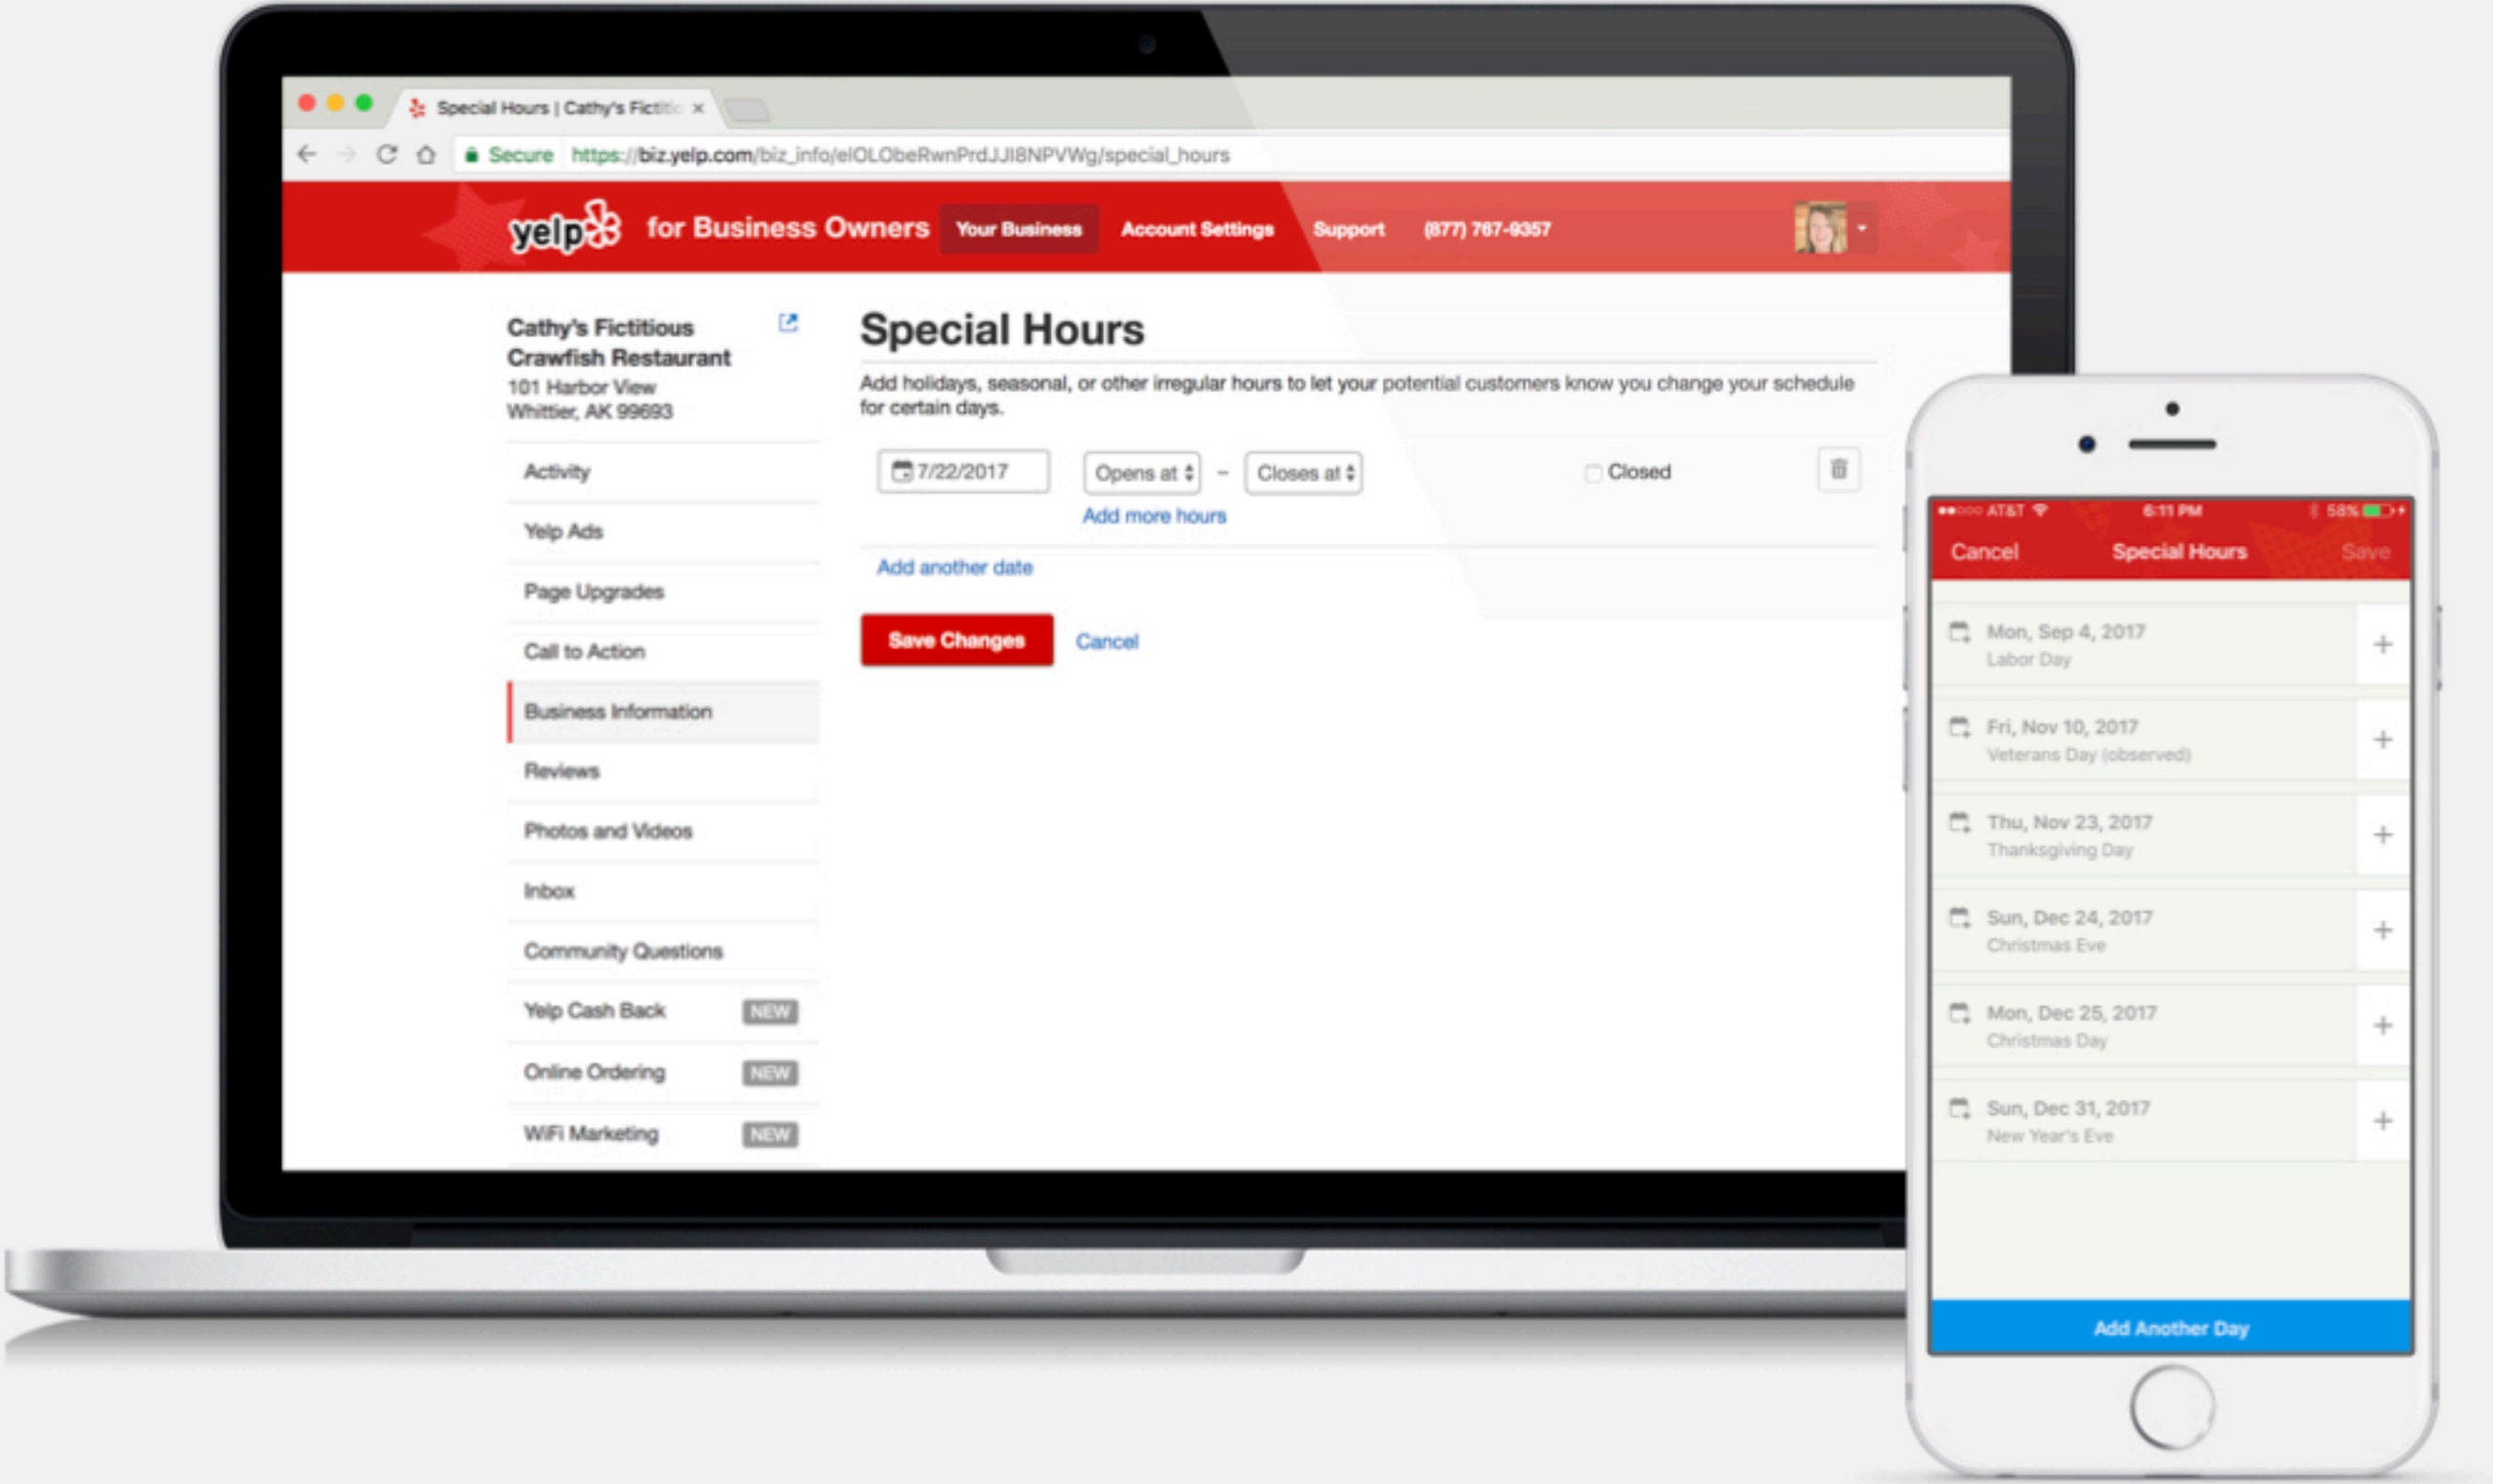 Special Hours | Cathy's Fictitio
Secure https://biz.yelp.com/biz_info/elOLObeRwnPrdJJI8NPVWg/special_hours
yelp for Business Owners Your Business Account Settings Support (877) 767-9357
Cathy's Fictitious
Crawfish Restaurant
101 Harbor View
Whittier, AK 99693
Activity
Yelp Ads
Page Upgrades
Call to Action
Business Information
Reviews
Photos and Videos
Inbox
Community Questions
Yelp Cash Back NEW
Online Ordering NEW
WiFi Marketing NEW
Special Hours
Add holidays, seasonal, or other irregular hours to let your potential customers know you change your schedule
for certain days.
7/22/2017 Opens at – Closes at Closed
Add more hours
Add another date
Save Changes Cancel
AT&T 6:11 PM 58%
Cancel Special Hours Save
Mon, Sep 4, 2017
Labor Day
Fri, Nov 10, 2017
Veterans Day (observed)
Thu, Nov 23, 2017
Thanksgiving Day
Sun, Dec 24, 2017
Christmas Eve
Mon, Dec 25, 2017
Christmas Day
Sun, Dec 31, 2017
New Year's Eve
Add Another Day